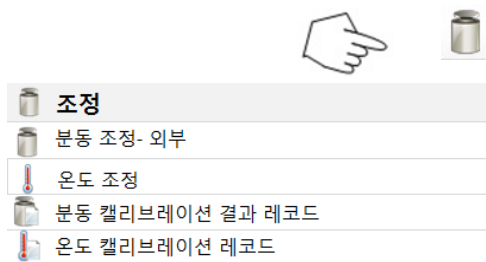 조정
분동 조정- 외부
온도 조정
분동 캘리브레이션 결과 레코드
온도 캘리브레이션 레코드